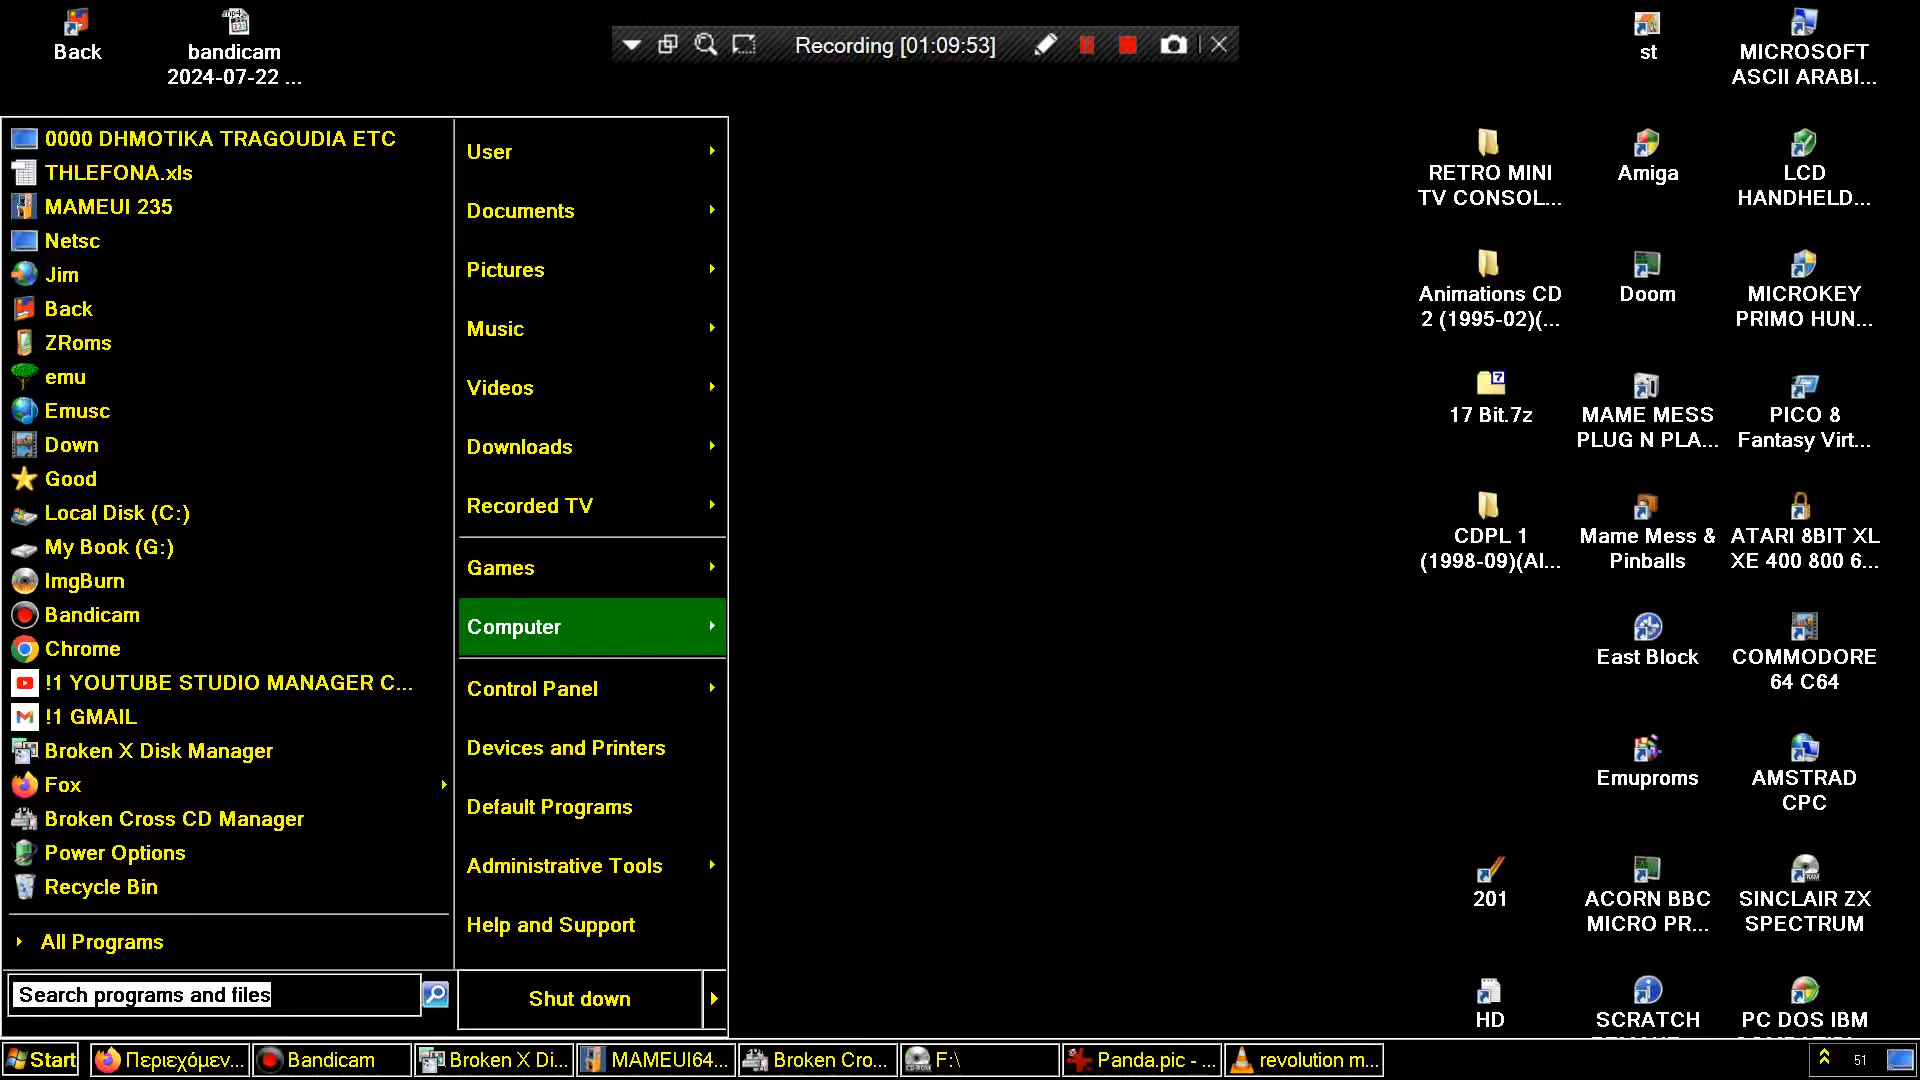 Back
bandicam
2024-07-22 ...
Recording [01:09:53]
st
MICROSOFT
ASCII ARABI...
0000 DHMOTIKA TRAGOUDIA ETC
THLEFONA.xls
MAMEUI 235
Netsc
Jim
Back
ZRoms
emu
Emusc
Down
Good
Local Disk (C:)
My Book (G:)
ImgBurn
Bandicam
Chrome
!1 YOUTUBE STUDIO MANAGER C...
!1 GMAIL
Broken X Disk Manager
Fox
Broken Cross CD Manager
Power Options
Recycle Bin
All Programs
Search programs and files
User
Documents
Pictures
Music
Videos
Downloads
Recorded TV
Games
Computer
Control Panel
Devices and Printers
Default Programs
Administrative Tools
Help and Support
Shut down
RETRO MINI
TV CONSOL...
Amiga
LCD
HANDHELD...
Animations CD
2 (1995-02)(...
Doom
MICROKEY
PRIMO HUN...
17 Bit.7z
MAME MESS
PLUG N PLA...
PICO 8
Fantasy Virt...
CDPL 1
(1998-09)(Al...
Mame Mess &
Pinballs
ATARI 8BIT XL
XE 400 800 6...
East Block
COMMODORE
64 C64
Emuproms
AMSTRAD
CPC
201
ACORN BBC
MICRO PR...
SINCLAIR ZX
SPECTRUM
HD
SCRATCH
PC DOS IBM
Start
Περιεχόμεν...
Bandicam
Broken X Di...
MAMEUI64...
Broken Cro...
F:\
Panda.pic - ...
revolution m...
51